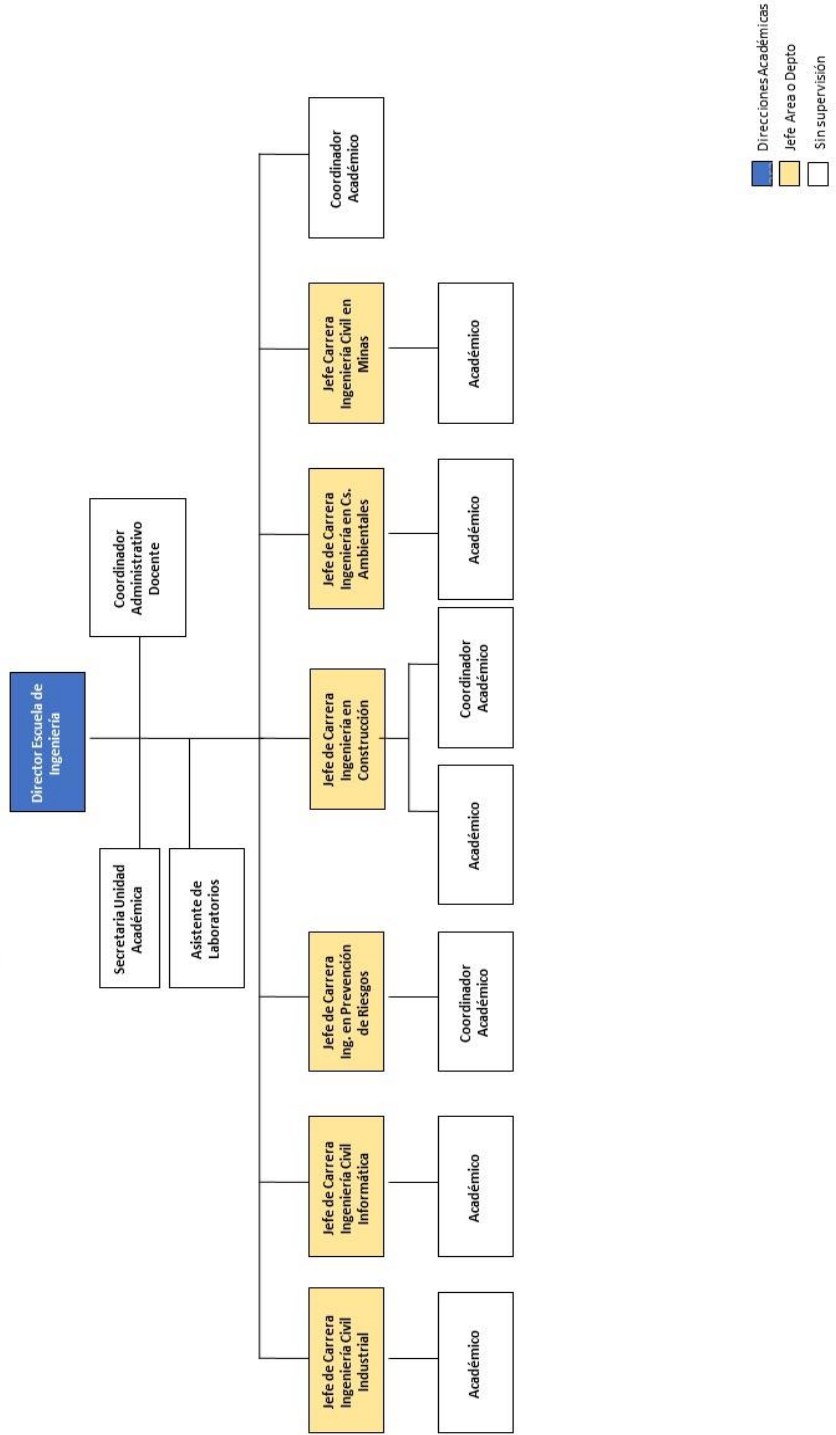 Director Escuela de
Ingeniería
Secretaria Unidad
Académica
Coordinador
Administrativo
Docente
Asistente de
Laboratorios
Jefe de Carrera
Ingeniería Civil
Industrial
Jefe de Carrera
Ingeniería Civil
Informática
Jefe de Carrera
Ing. en Prevención
de Riesgos
Jefe de Carrera
Ingeniería en
Construcción
Jefe de Carrera
Ingeniería en Cs.
Ambientales
Jefe Carrera
Ingeniería Civil en
Minas
Coordinador
Académico
Académico
Académico
Coordinador
Académico
Académico
Coordinador
Académico
Académico
Académico
Direcciones Académicas
Jefe Area o Depto
Sin supervisión